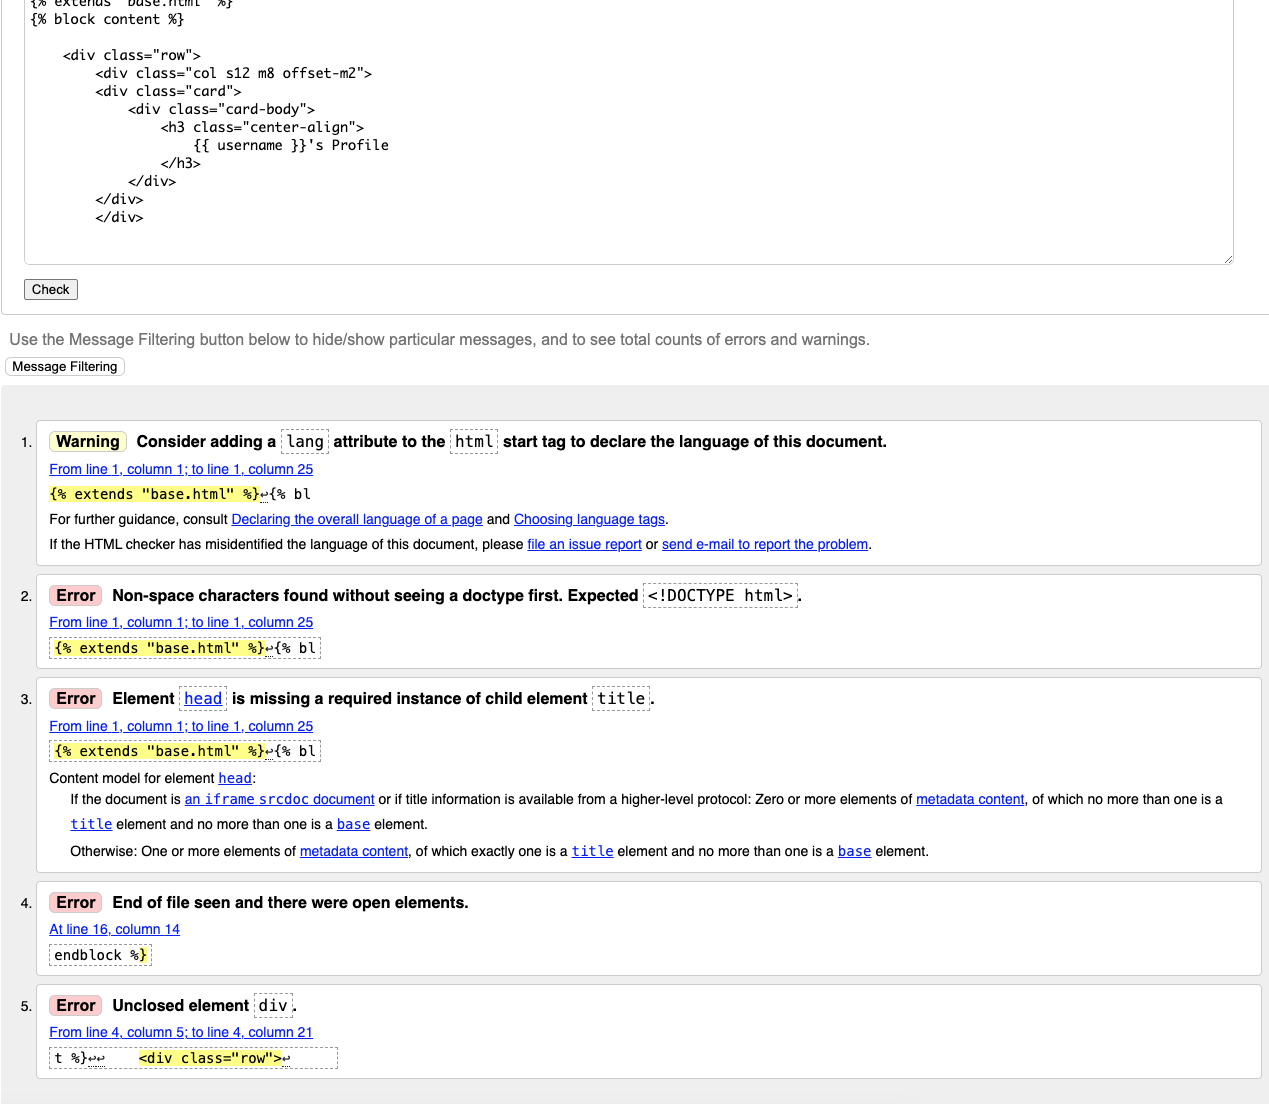 {% extends "base.html" %}
{% block content %}
<div class="row">
<div class="col s12 m8 offset-m2">
<div class="card">
<div class="card-body">
<h3 class="center-align">
{{ username }}'s Profile
</h3>
</div>
</div>
</div>
Check
Use the Message Filtering button below to hide/show particular messages, and to see total counts of errors and warnings.
Message Filtering
1. Warning Consider adding a lang attribute to the html start tag to declare the language of this document.
From line 1, column 1; to line 1, column 25
{% extends "base.html" %}↩{% bl
For further guidance, consult Declaring the overall language of a page and Choosing language tags.
If the HTML checker has misidentified the language of this document, please file an issue report or send e-mail to report the problem.
2. Error Non-space characters found without seeing a doctype first. Expected <!DOCTYPE html>.
From line 1, column 1; to line 1, column 25
{% extends "base.html" %}↩{% bl
3. Error Element head is missing a required instance of child element title.
From line 1, column 1; to line 1, column 25
{% extends "base.html" %}↩{% bl
Content model for element head:
If the document is an iframe srcdoc document or if title information is available from a higher-level protocol: Zero or more elements of metadata content, of which no more than one is a
title element and no more than one is a base element.
Otherwise: One or more elements of metadata content, of which exactly one is a title element and no more than one is a base element.
4. Error End of file seen and there were open elements.
At line 16, column 14
endblock %}
5. Error Unclosed element div.
From line 4, column 5; to line 4, column 21
t %}↩↩ <div class="row">↩